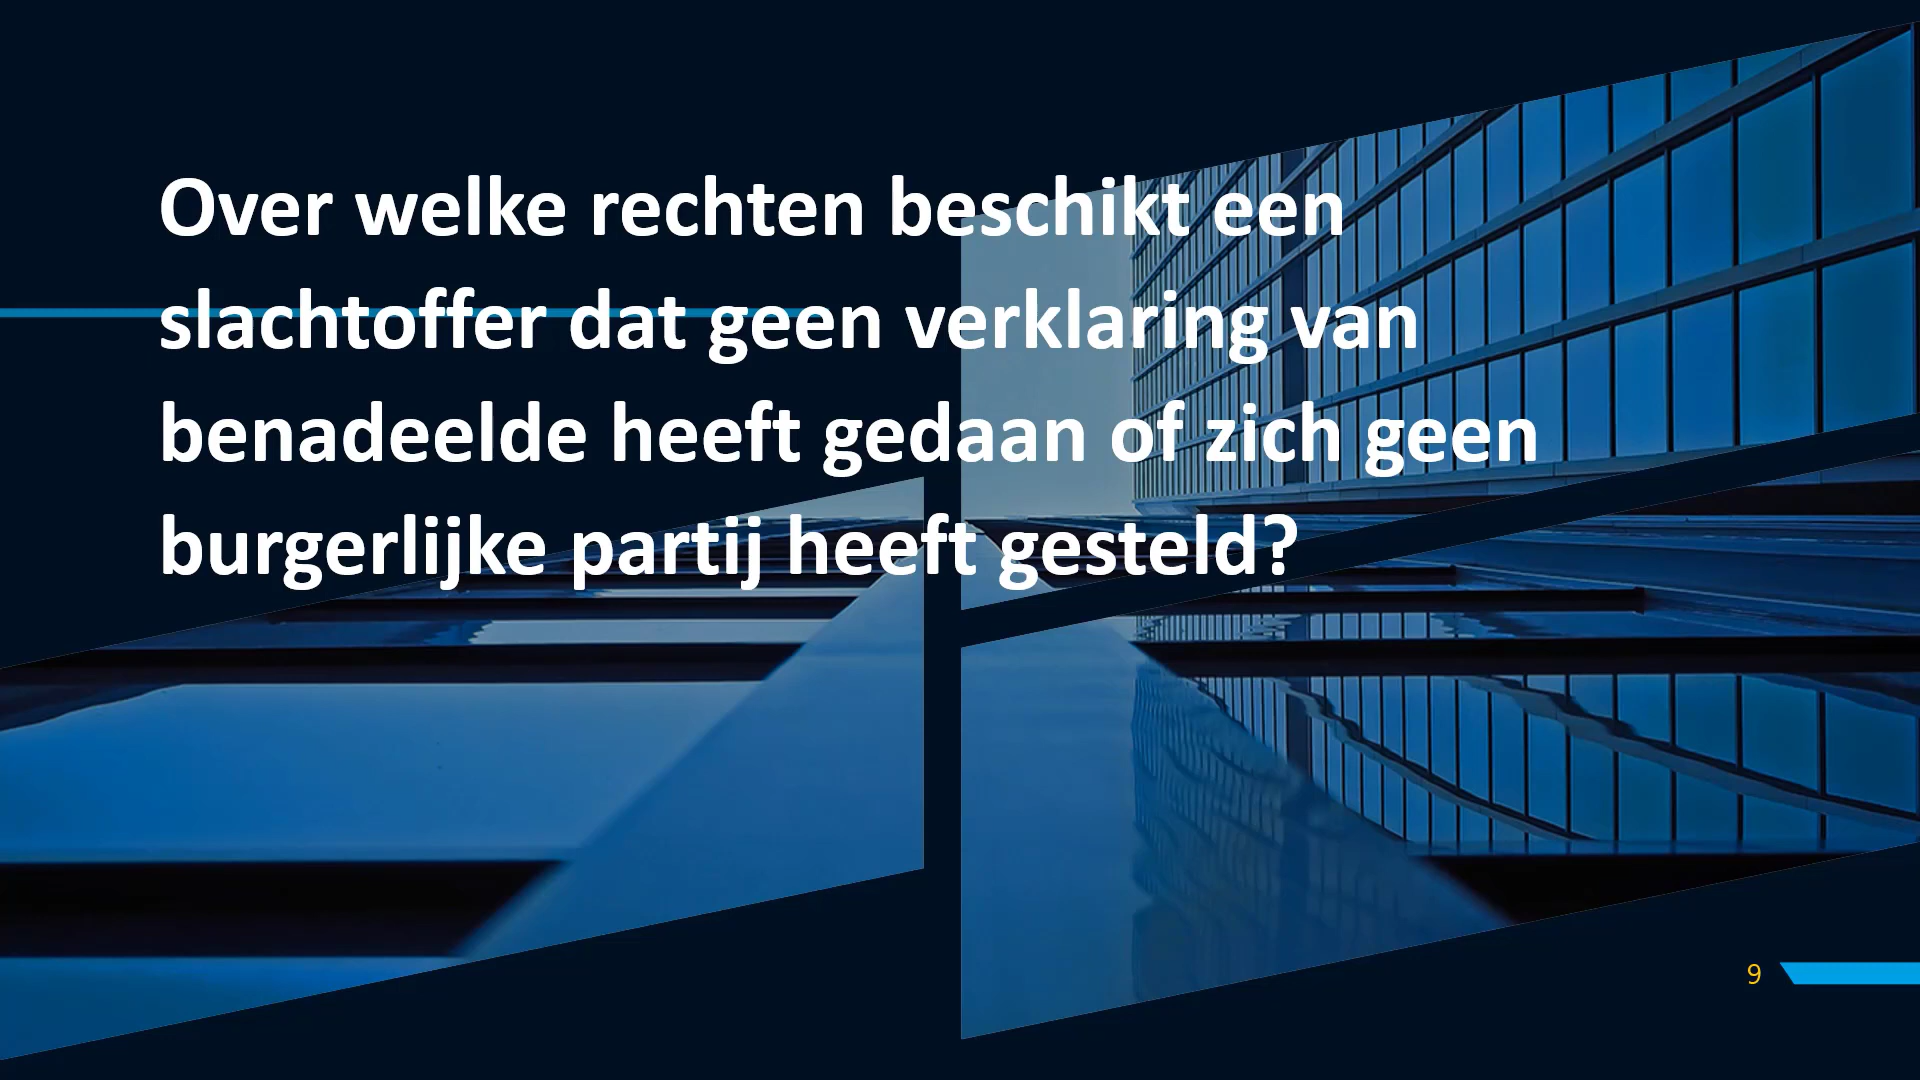 Over welke rechten beschikt een
slachtoffer dat geen verklaring van
benadeelde heeft gedaan of zich geen
burgerlijke partij heeft gesteld?
9